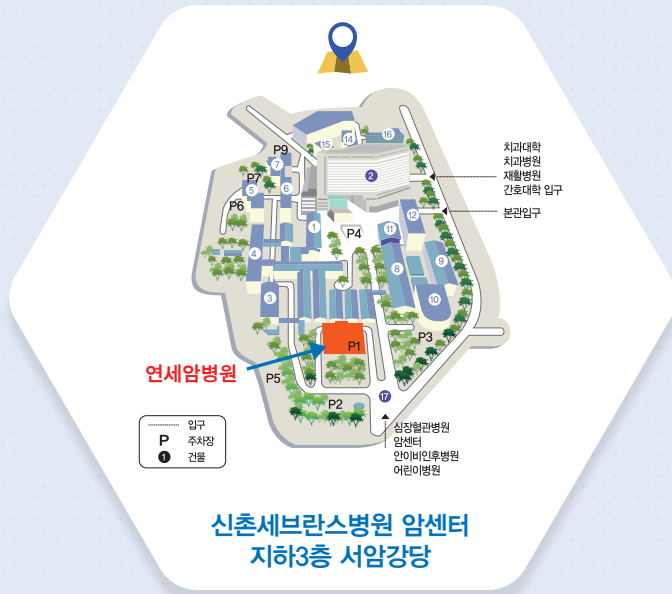 14
16
15
P9
7
2
치과대학
치과병원
재활병원
간호대학 입구
P7
5
6
P6
12
본관입구
1
P4
11
4
8
9
3
10
P1
P3
연세암병원
P5
17
P2
입구
P 주차장
1 건물
심장혈관병원
암센터
안이비인후병원
어린이병원
신촌세브란스병원 암센터
지하3층 서암강당